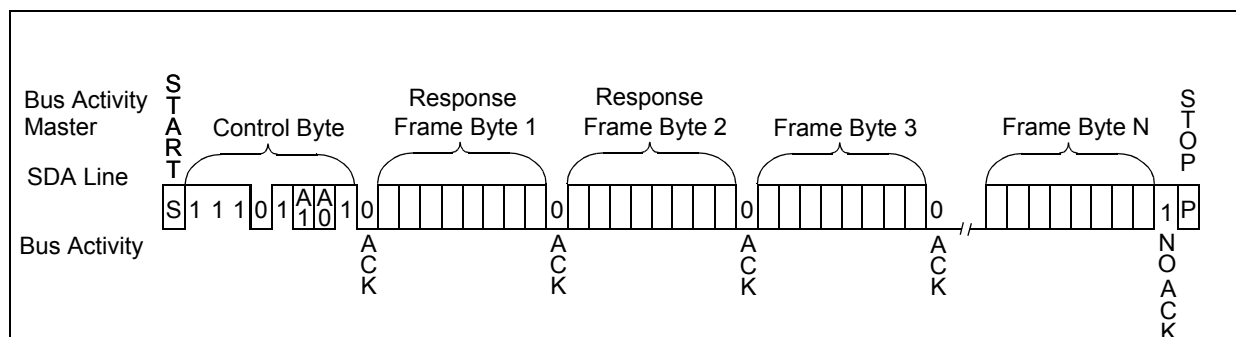 Bus Activity
Master
SDA Line
Bus Activity
START
Control Byte
Response
Frame Byte 1
Response
Frame Byte 2
Frame Byte 3
Frame Byte N
STOP
S 1 1 1 0 1 A1 A0 1 0 0 0 0 1 P
ACK
ACK
ACK
ACK
NO ACK